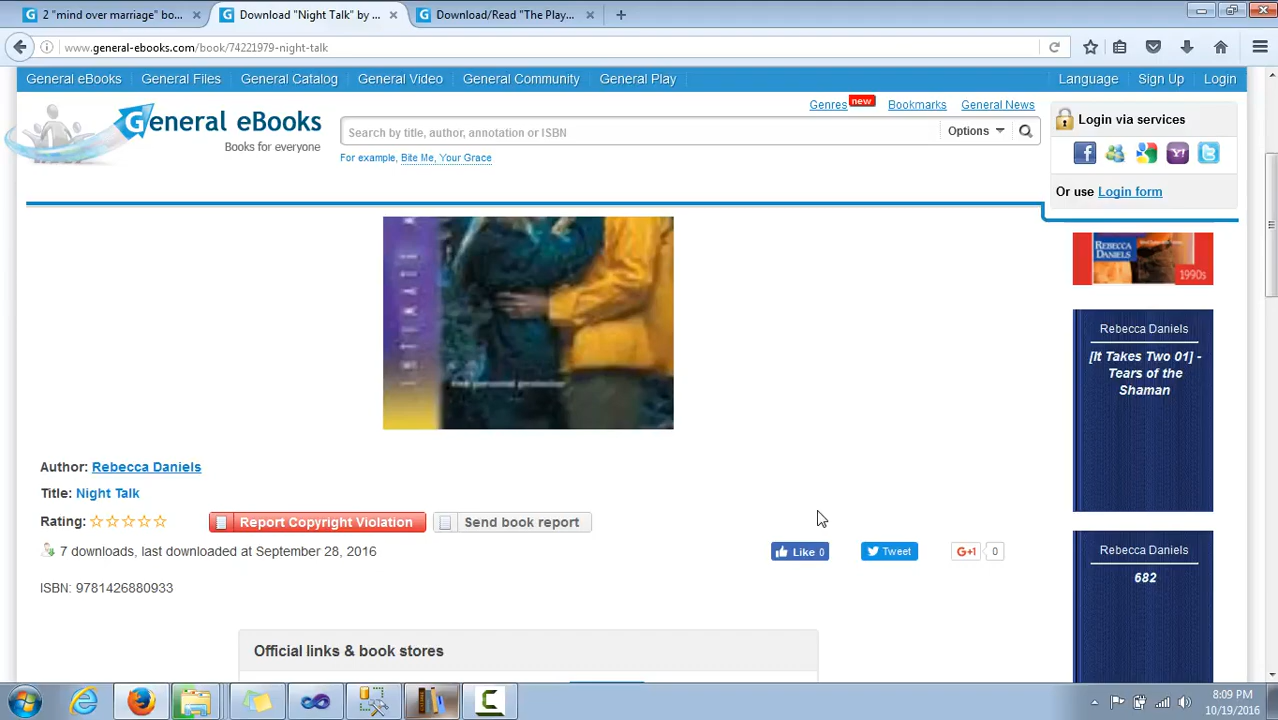 2 "mind over marriage" bo...
Download "Night Talk" by ...
Download/Read "The Play...
www.general-ebooks.com/book/74221979-night-talk
General eBooks General Files General Catalog General Video General Community General Play Language Sign Up Login
Genres new Bookmarks General News
General eBooks
Books for everyone
Search by title, author, annotation or ISBN Options
For example, Bite Me, Your Grace
Login via services
Or use Login form
REBECCA
DANIELS
1990s
Rebecca Daniels
[It Takes Two 01] -
Tears of the
Shaman
Author: Rebecca Daniels
Title: Night Talk
Rating: Report Copyright Violation Send book report
7 downloads, last downloaded at September 28, 2016
Like 0 Tweet G+1 0
ISBN: 9781426880933
Rebecca Daniels
682
Official links & book stores
8:09 PM
10/19/2016